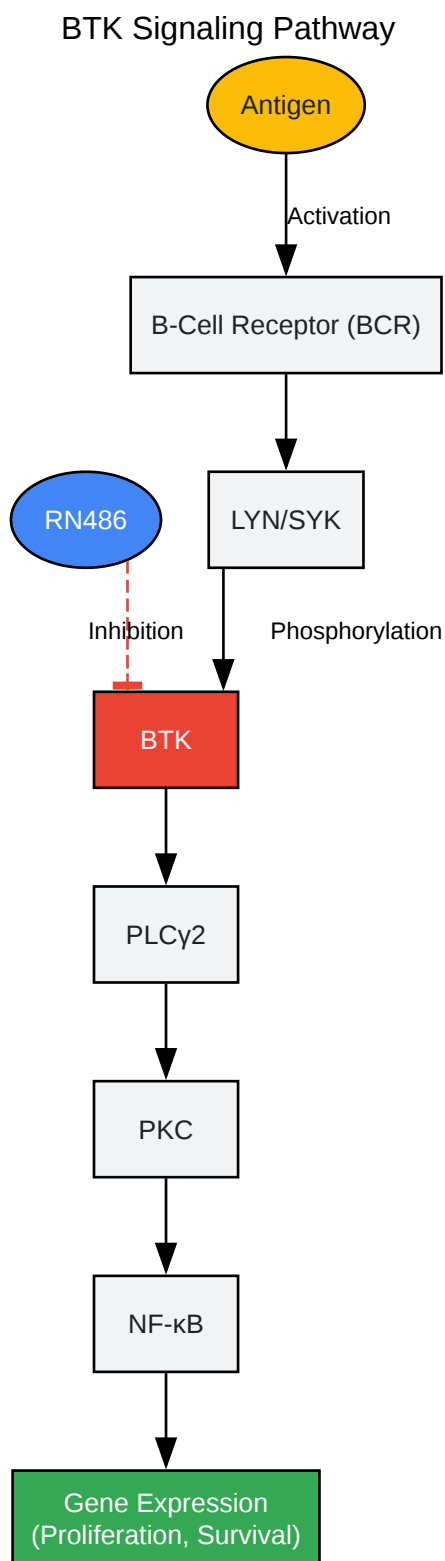 BTK Signaling Pathway
Antigen
Activation
B-Cell Receptor (BCR)
RN486
LYN/SYK
Inhibition
Phosphorylation
BTK
PLCγ2
PKC
NF-κB
Gene Expression
(Proliferation, Survival)